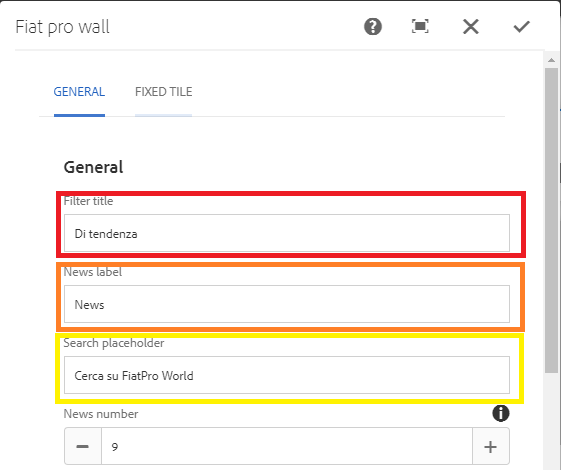 Fiat pro wall
GENERAL FIXED TILE
General
Filter title
Di tendenza
News label
News
Search placeholder
Cerca su FiatPro World
News number
9